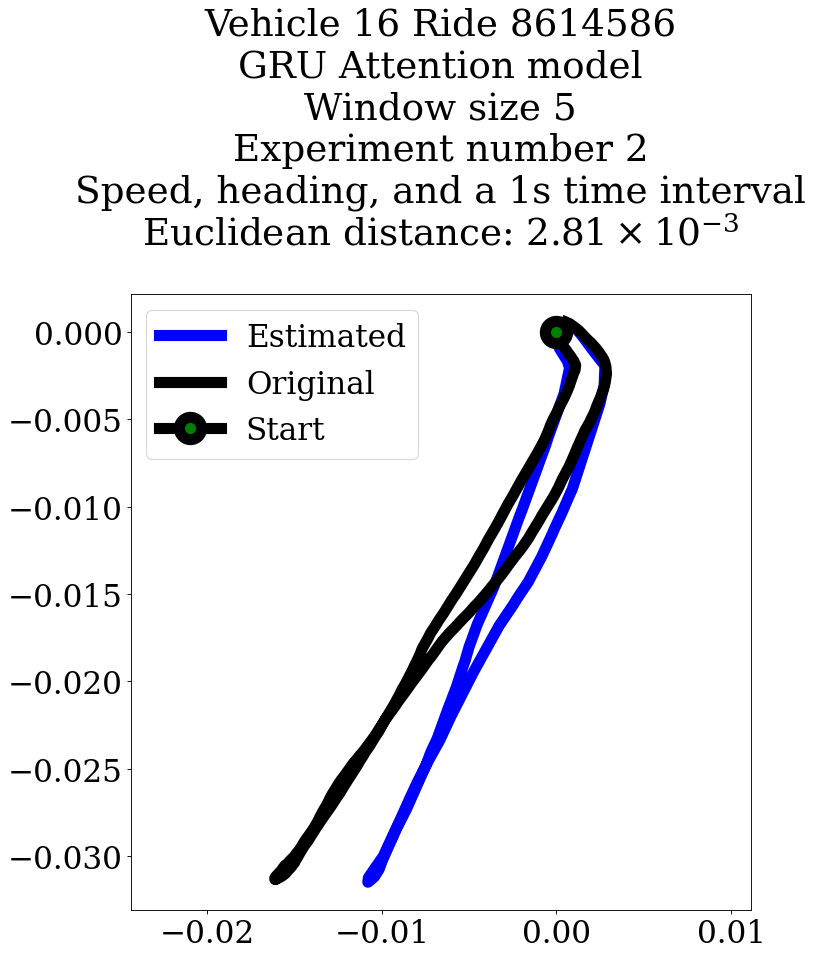 Vehicle 16 Ride 8614586
GRU Attention model
Window size 5
Experiment number 2
Speed, heading, and a 1s time interval
Euclidean distance: 2.81 × 10⁻³
Estimated
Original
Start
0.000
−0.005
−0.010
−0.015
−0.020
−0.025
−0.030
−0.02
−0.01
0.00
0.01